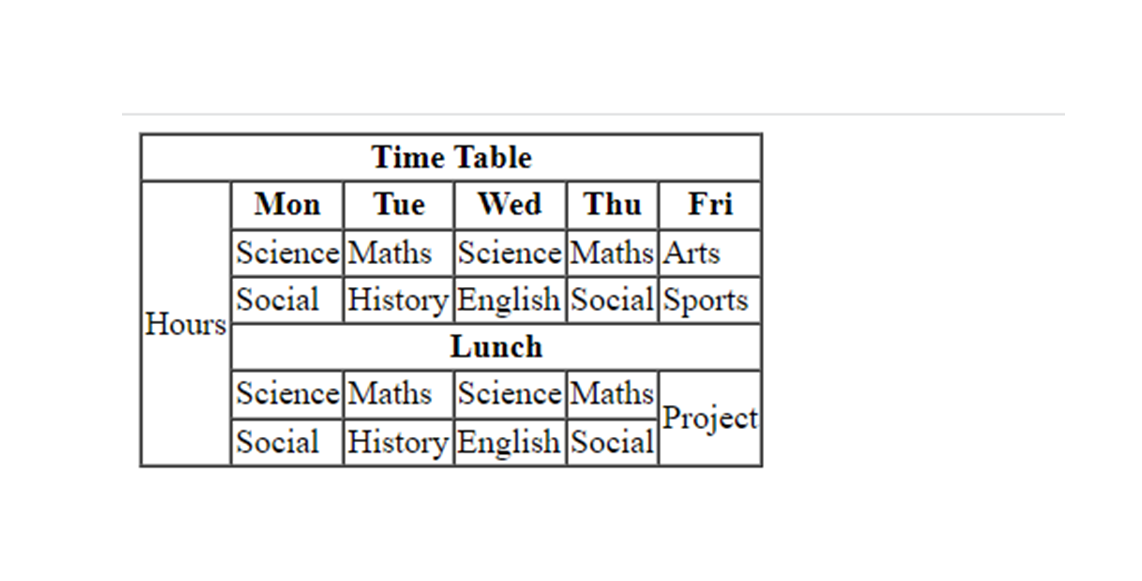 Time Table
Mon Tue Wed Thu Fri
Science Maths Science Maths Arts
Social History English Social Sports
Hours
Lunch
Science Maths Science Maths
Project
Social History English Social